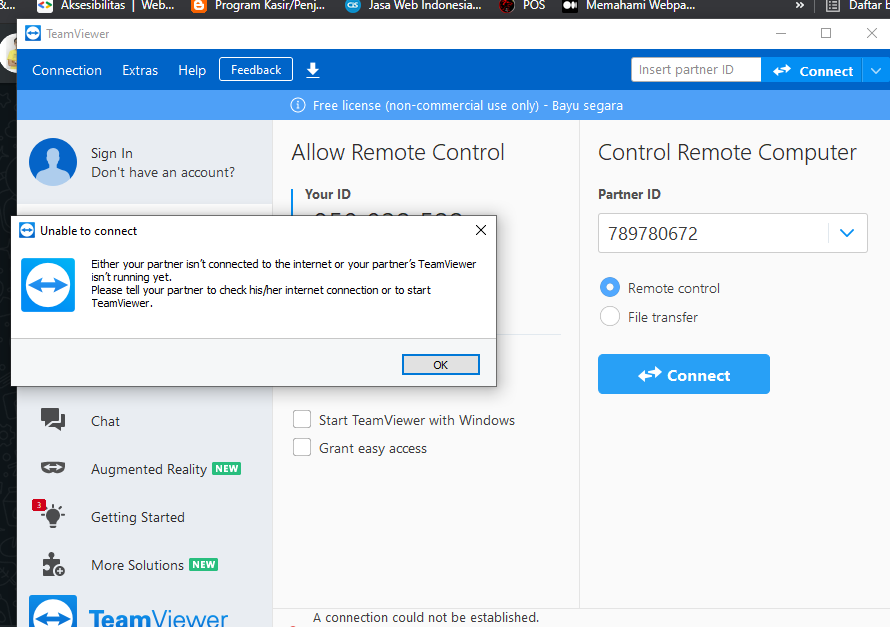 &... Aksesibilitas | Web... Program Kasir/Penj... Jasa Web Indonesia... POS Memahami Webpa... » Daftar b
TeamViewer
Connection Extras Help Feedback Insert partner ID Connect
Free license (non-commercial use only) - Bayu segara
Sign In
Don't have an account?
Allow Remote Control
Your ID
Control Remote Computer
Partner ID
789780672
Remote control
File transfer
Connect
Unable to connect
Either your partner isn't connected to the internet or your partner's TeamViewer
isn't running yet.
Please tell your partner to check his/her internet connection or to start
TeamViewer.
OK
Start TeamViewer with Windows
Grant easy access
Chat
Augmented Reality NEW
3
Getting Started
More Solutions NEW
TeamViewer
A connection could not be established.